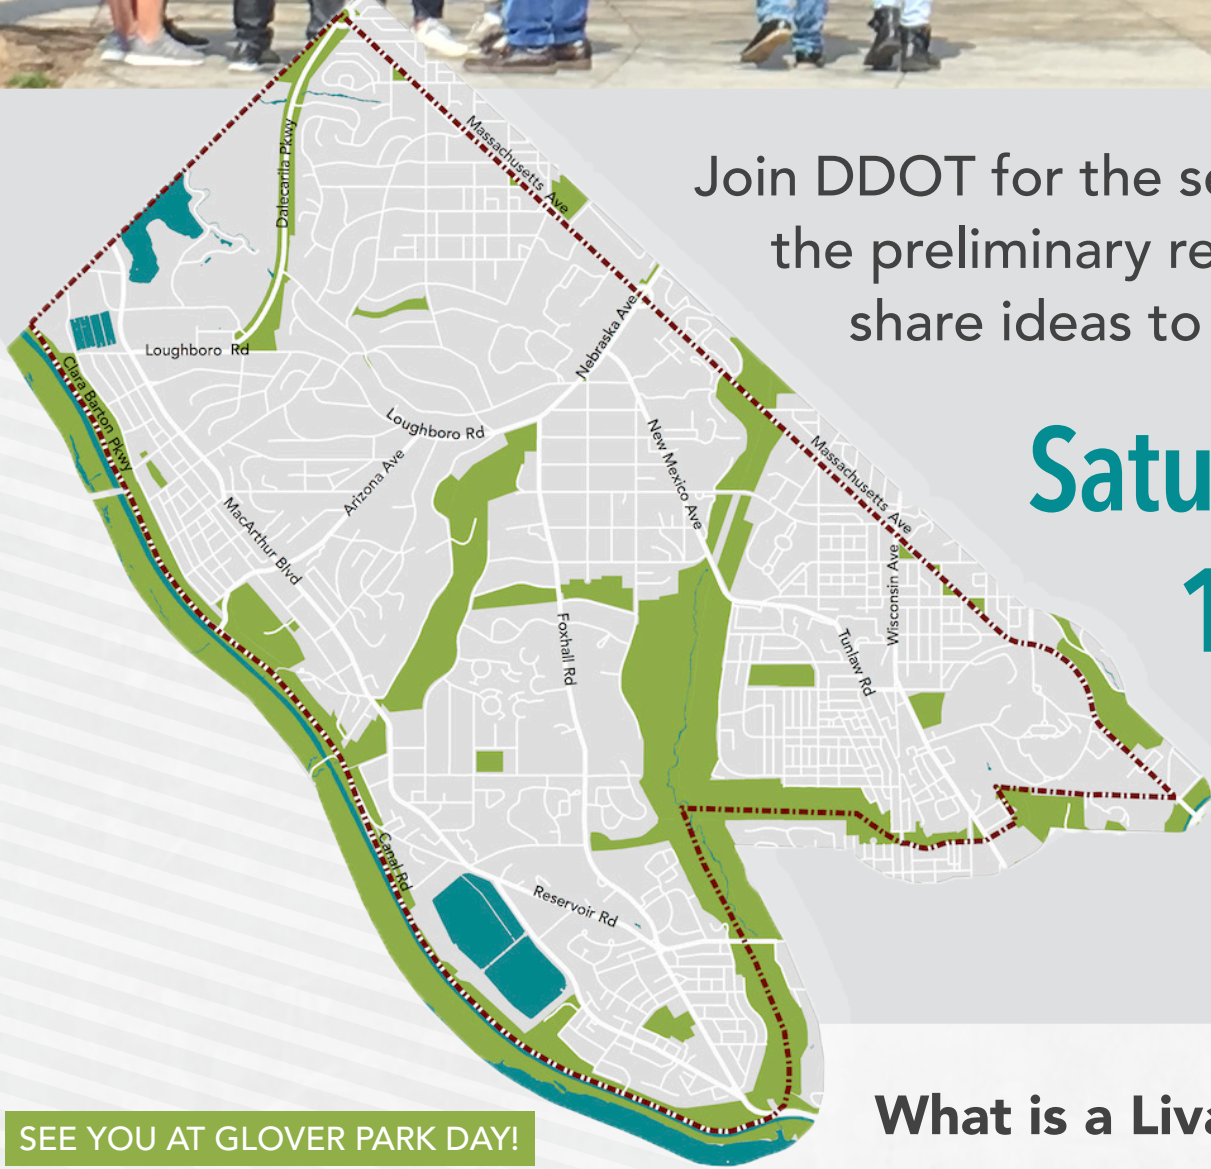 Join DDOT for the s
the preliminary re
share ideas to
Satu
1
Massachusetts Ave
Dalecarlia Pkwy
Nebraska Ave
Loughboro Rd
Clara Barton Pkwy
Loughboro Rd
New Mexico Ave
Massachusetts Ave
Arizona Ave
MacArthur Blvd
Wisconsin Ave
Foxhall Rd
Tunlaw Rd
Canal Rd
Reservoir Rd
What is a Liva
SEE YOU AT GLOVER PARK DAY!